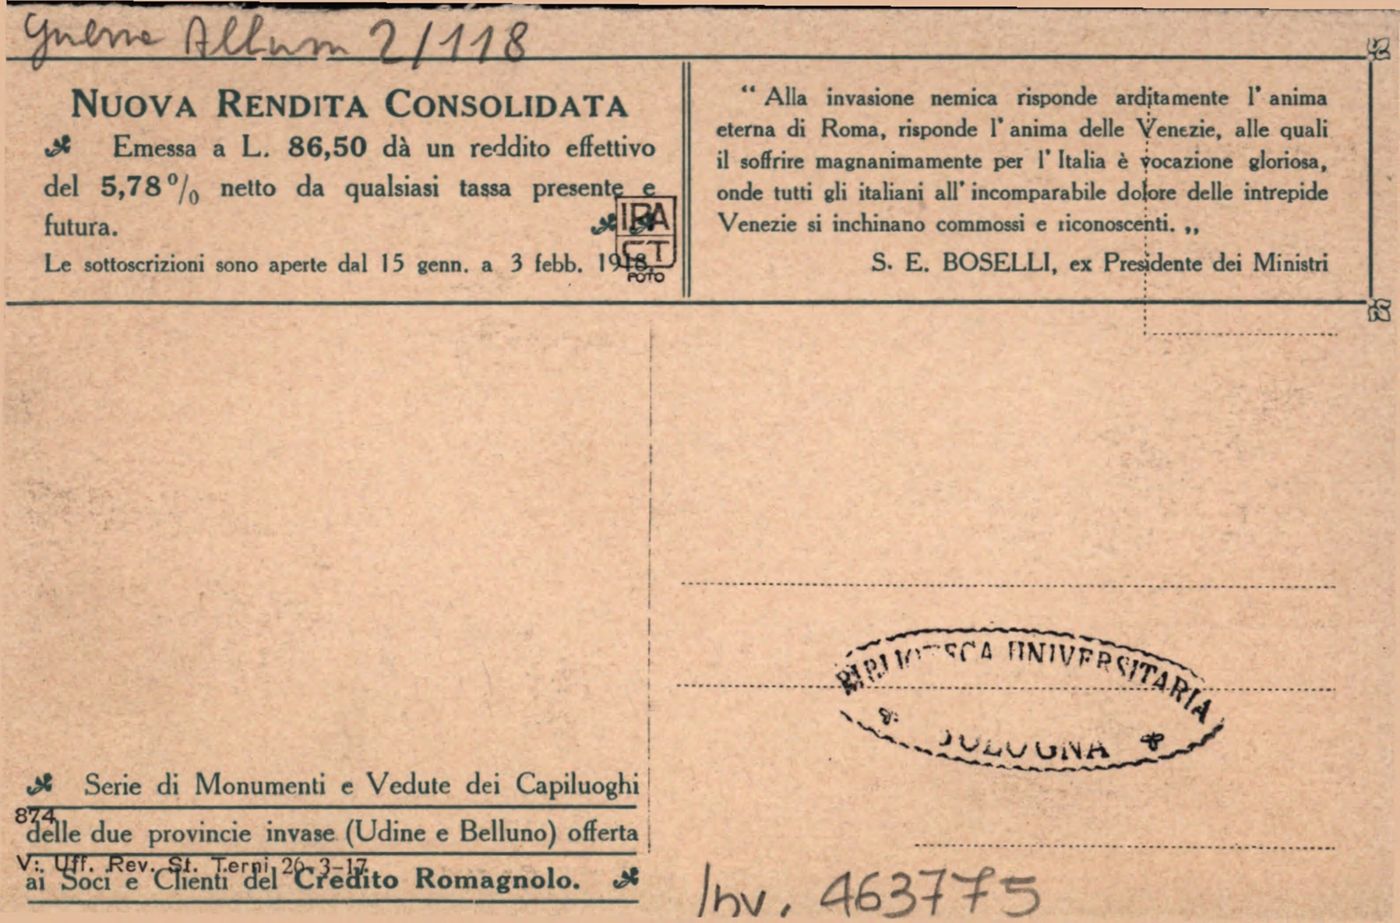 Guerra Album 2/118
NUOVA RENDITA CONSOLIDATA
Emessa a L. 86,50 dà un reddito effettivo
del 5,78% netto da qualsiasi tassa presente e
futura.
Le sottoscrizioni sono aperte dal 15 genn. a 3 febb. 1918.
IPA
CT
FOTO
“ Alla invasione nemica risponde arditamente l' anima
eterna di Roma, risponde l' anima delle Venezie, alle quali
il soffrire magnanimamente per l' Italia è vocazione gloriosa,
onde tutti gli italiani all' incomparabile dolore delle intrepide
Venezie si inchinano commossi e riconoscenti. „
S. E. BOSELLI, ex Presidente dei Ministri
BIBLIOTECA UNIVERSITARIA
BOLOGNA
Serie di Monumenti e Vedute dei Capiluoghi
874
delle due provincie invase (Udine e Belluno) offerta
V: Uff. Rev. St. Terni 26-3-17
ai Soci e Clienti del Credito Romagnolo.
Inv. 463775